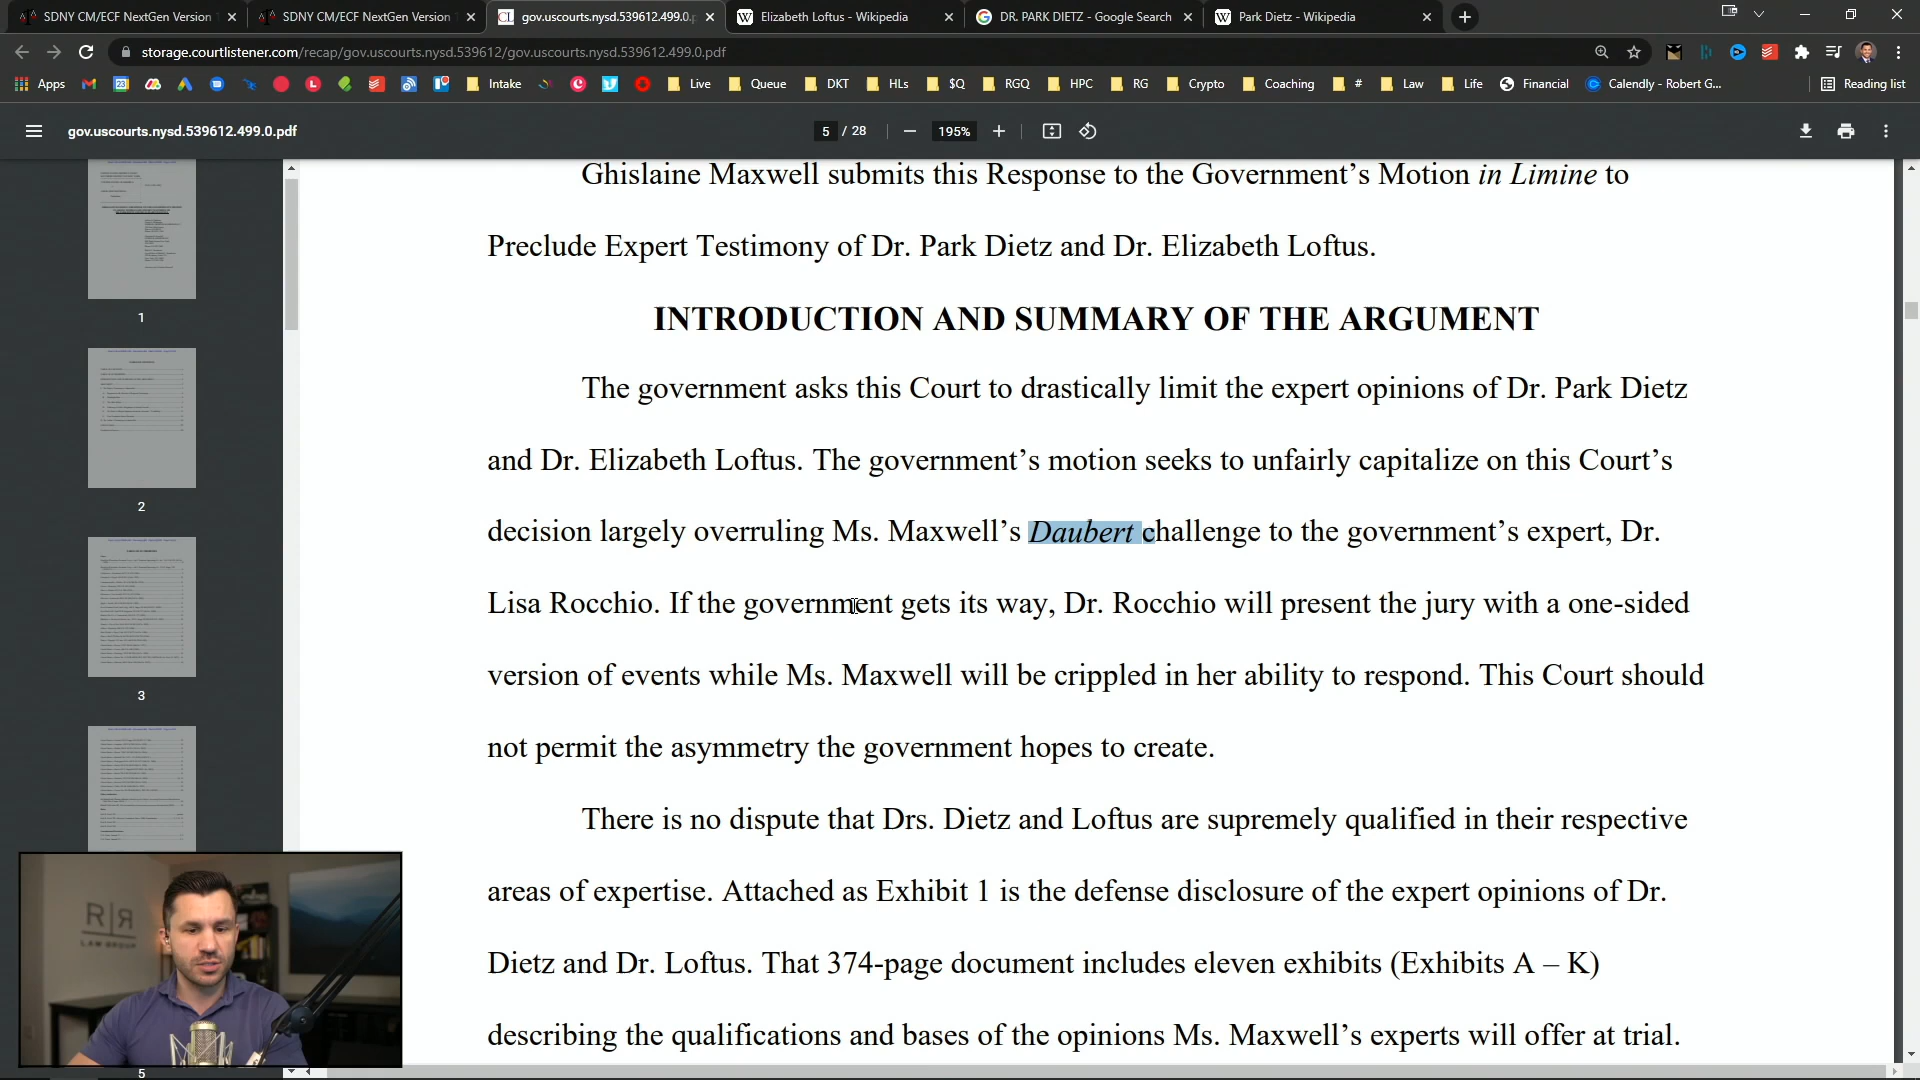 SDNY CM/ECF NextGen Version
SDNY CM/ECF NextGen Version
CL gov.uscourts.nysd.539612.499.0.p
W Elizabeth Loftus - Wikipedia
G DR. PARK DIETZ - Google Search
W Park Dietz - Wikipedia
storage.courtlistener.com/recap/gov.uscourts.nysd.539612/gov.uscourts.nysd.539612.499.0.pdf
Apps
Intake
Live
Queue
DKT
HLs
$Q
RGQ
HPC
RG
Crypto
Coaching
#
Law
Life
Financial
Calendly - Robert G...
Reading list
gov.uscourts.nysd.539612.499.0.pdf
5 / 28
195%
Ghislaine Maxwell submits this Response to the Government's Motion in Limine to
Preclude Expert Testimony of Dr. Park Dietz and Dr. Elizabeth Loftus.
INTRODUCTION AND SUMMARY OF THE ARGUMENT
The government asks this Court to drastically limit the expert opinions of Dr. Park Dietz
and Dr. Elizabeth Loftus. The government's motion seeks to unfairly capitalize on this Court's
decision largely overruling Ms. Maxwell's Daubert challenge to the government's expert, Dr.
Lisa Rocchio. If the government gets its way, Dr. Rocchio will present the jury with a one-sided
version of events while Ms. Maxwell will be crippled in her ability to respond. This Court should
not permit the asymmetry the government hopes to create.
There is no dispute that Drs. Dietz and Loftus are supremely qualified in their respective
areas of expertise. Attached as Exhibit 1 is the defense disclosure of the expert opinions of Dr.
Dietz and Dr. Loftus. That 374-page document includes eleven exhibits (Exhibits A – K)
describing the qualifications and bases of the opinions Ms. Maxwell's experts will offer at trial.
1
2
3
5
R|R
LAW GROUP